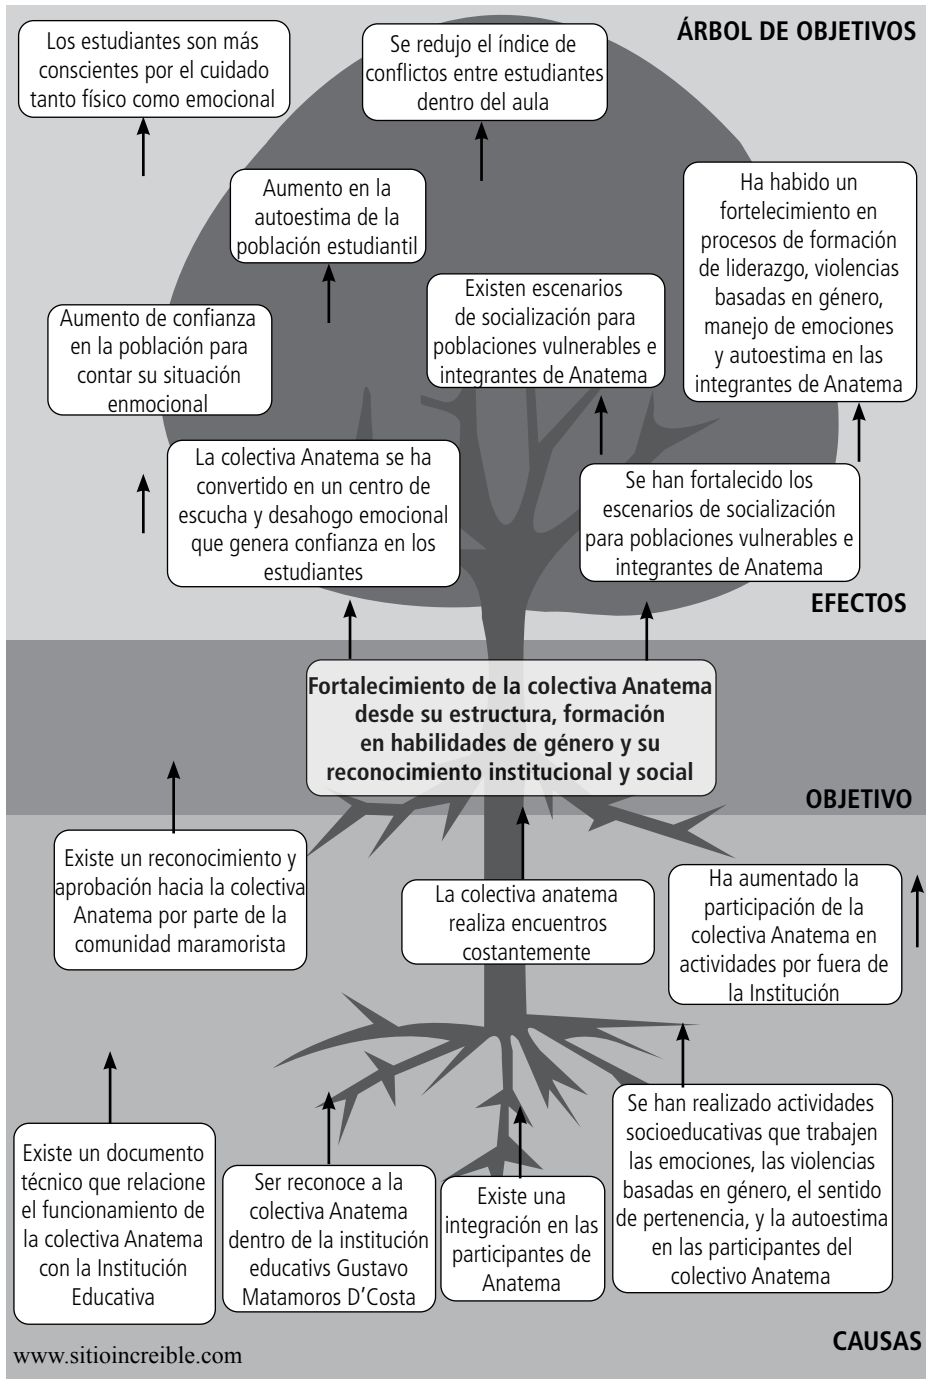 ÁRBOL DE OBJETIVOS
Los estudiantes son más
conscientes por el cuidado
tanto físico como emocional
Se redujo el índice de
conflictos entre estudiantes
dentro del aula
Aumento en la
autoestima de la
población estudiantil
Ha habido un
fortelecimiento en
procesos de formación
de liderazgo, violencias
basadas en género,
manejo de emociones
y autoestima en las
integrantes de Anatema
Existen escenarios
de socialización para
poblaciones vulnerables e
integrantes de Anatema
Aumento de confianza
en la población para
contar su situación
enmocional
La colectiva Anatema se ha
convertido en un centro de
escucha y desahogo emocional
que genera confianza en los
estudiantes
Se han fortalecido los
escenarios de socialización
para poblaciones vulnerables e
integrantes de Anatema
EFECTOS
Fortalecimiento de la colectiva Anatema
desde su estructura, formación
en habilidades de género y su
reconocimiento institucional y social
OBJETIVO
Existe un reconocimiento y
aprobación hacia la colectiva
Anatema por parte de la
comunidad maramorista
La colectiva anatema
realiza encuentros
costantemente
Ha aumentado la
participación de la
colectiva Anatema en
actividades por fuera de
la Institución
Existe un documento
técnico que relacione
el funcionamiento de
la colectiva Anatema
con la Institución
Educativa
Ser reconoce a la
colectiva Anatema
dentro de la institución
educativs Gustavo
Matamoros D'Costa
Existe una
integración en las
participantes de
Anatema
Se han realizado actividades
socioeducativas que trabajen
las emociones, las violencias
basadas en género, el sentido
de pertenencia, y la autoestima
en las participantes del
colectivo Anatema
CAUSAS
www.sitioincreible.com